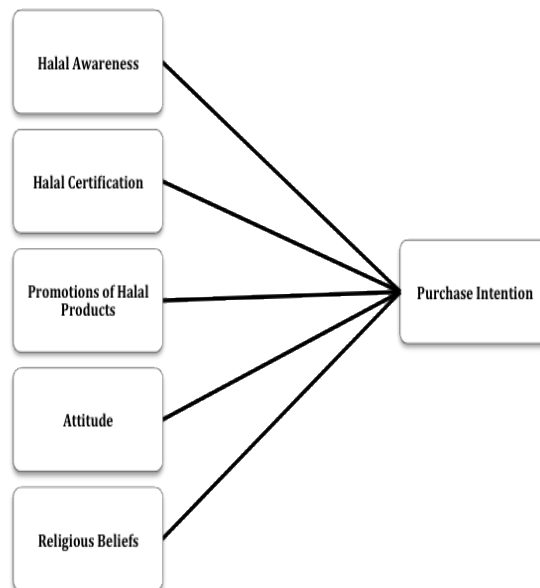 Halal Awareness
Halal Certification
Promotions of Halal
Products
Purchase Intention
Attitude
Religious Beliefs